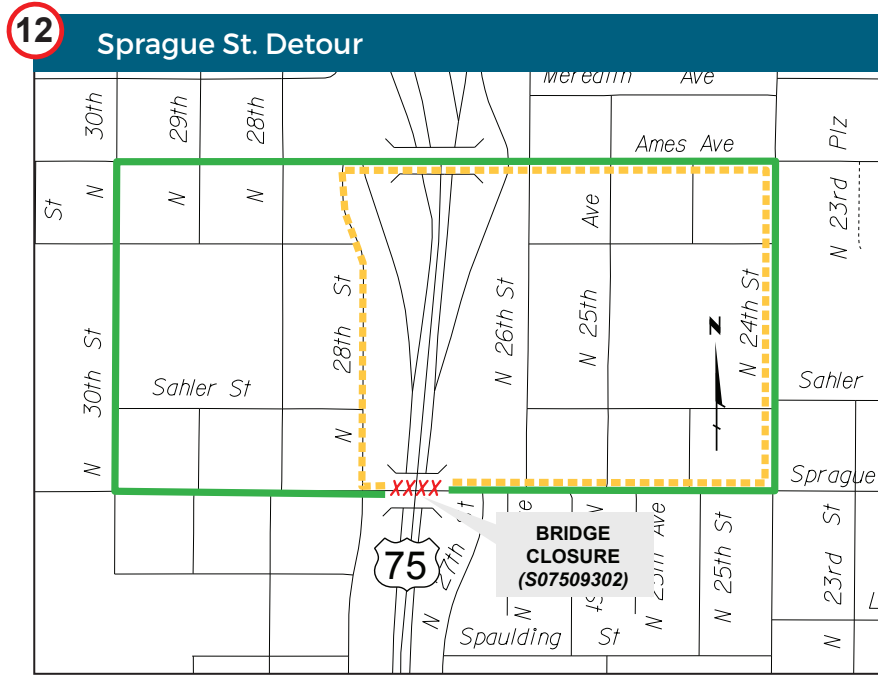 12
Sprague St. Detour
Meredith Ave
30th
29th
28th
Plz
Ames Ave
St
N
N
N
Ave
N 23rd
28th St
N 26th St
N 25th
N 24th St
N
30th St
Sahler St
Sahler
N
N
XXXX
Sprague
BRIDGE
CLOSURE
(S07509302)
75
N 27th St
N
N
Ave
N 25th St
N 23rd St
Spaulding St